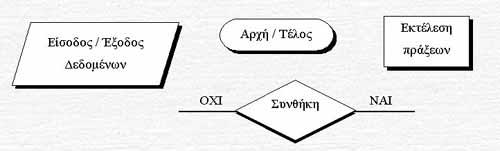 Είσοδος / Έξοδος
Δεδομένων
Αρχή / Τέλος
Εκτέλεση
πράξεων
ΟΧΙ
Συνθήκη
ΝΑΙ